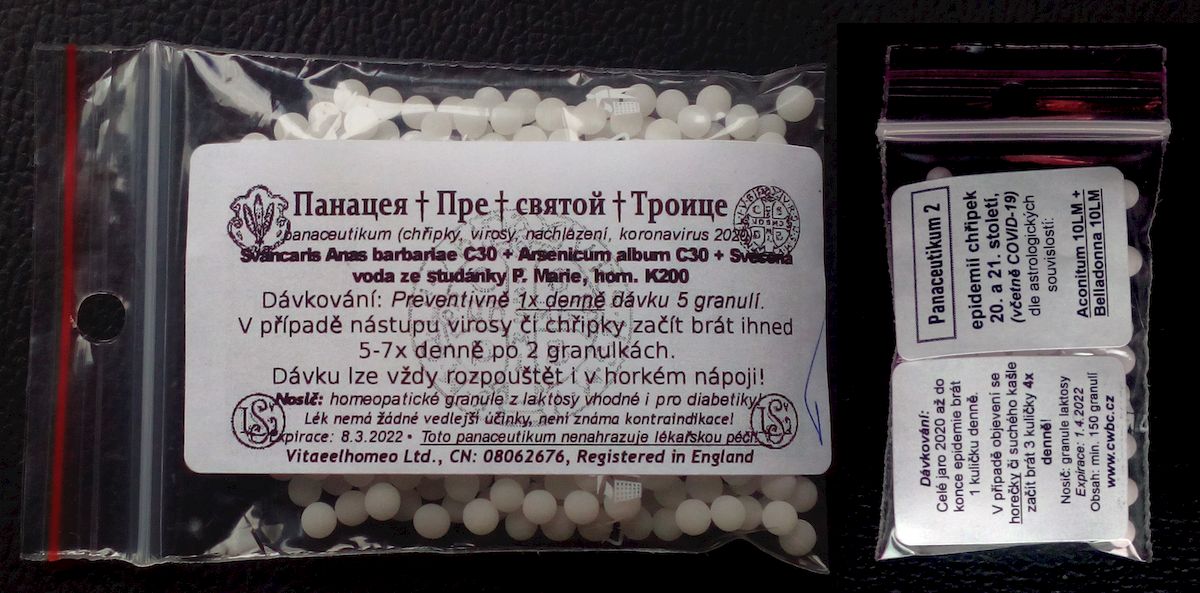 Панацея † Пре † святой † Троице
panaceutikum (chřipky, virosy, nachlazení, koronavirus 2020)
Švancaris Anas barbariae C30 + Arsenicum album C30 + Svěcená
voda ze studánky P. Marie, hom. K200
Dávkování: Preventivně 1x denně dávku 5 granulí.
V případě nástupu virosy či chřipky začít brát ihned
5-7x denně po 2 granulkách.
Dávku lze vždy rozpouštět i v horkém nápoji!
Nosič: homeopatické granule z laktosy vhodné i pro diabetiky!
Lék nemá žádné vedlejší účinky, není známa kontraindikace!
Expirace: 8.3.2022 • Toto panaceutikum nenahrazuje lékařskou péči.
Vitaeelhomeo Ltd., CN: 08062676, Registered in England
Panaceutikum 2
epidemií chřipek
20. a 21. století,
(včetně COVID-19)
dle astrologických
souvislostí:
Aconitum 10LM +
Belladonna 10LM
Dávkování:
Celé jaro 2020 až do
konce epidemie brát
1 kuličku denně.
V případě objevení se
horečky či suchého kašle
začít brát 3 kuličky 4x
denně!
Nosič: granule laktosy
Expirace: 1.4.2022
Obsah: min. 150 granulí
www.cwbc.cz